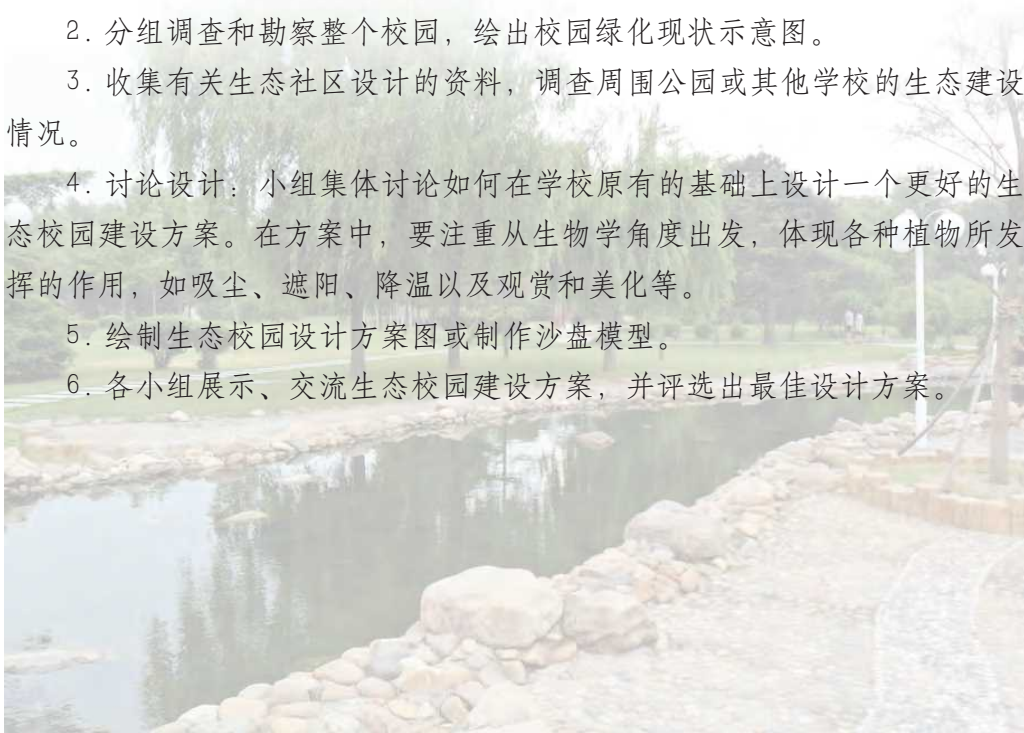 2. 分组调查和勘察整个校园，绘出校园绿化现状示意图。
3. 收集有关生态社区设计的资料，调查周围公园或其他学校的生态建设
情况。
4. 讨论设计：小组集体讨论如何在学校原有的基础上设计一个更好的生
态校园建设方案。在方案中，要注重从生物学角度出发，体现各种植物所发
挥的作用，如吸尘、遮阳、降温以及观赏和美化等。
5. 绘制生态校园设计方案图或制作沙盘模型。
6. 各小组展示、交流生态校园建设方案，并评选出最佳设计方案。